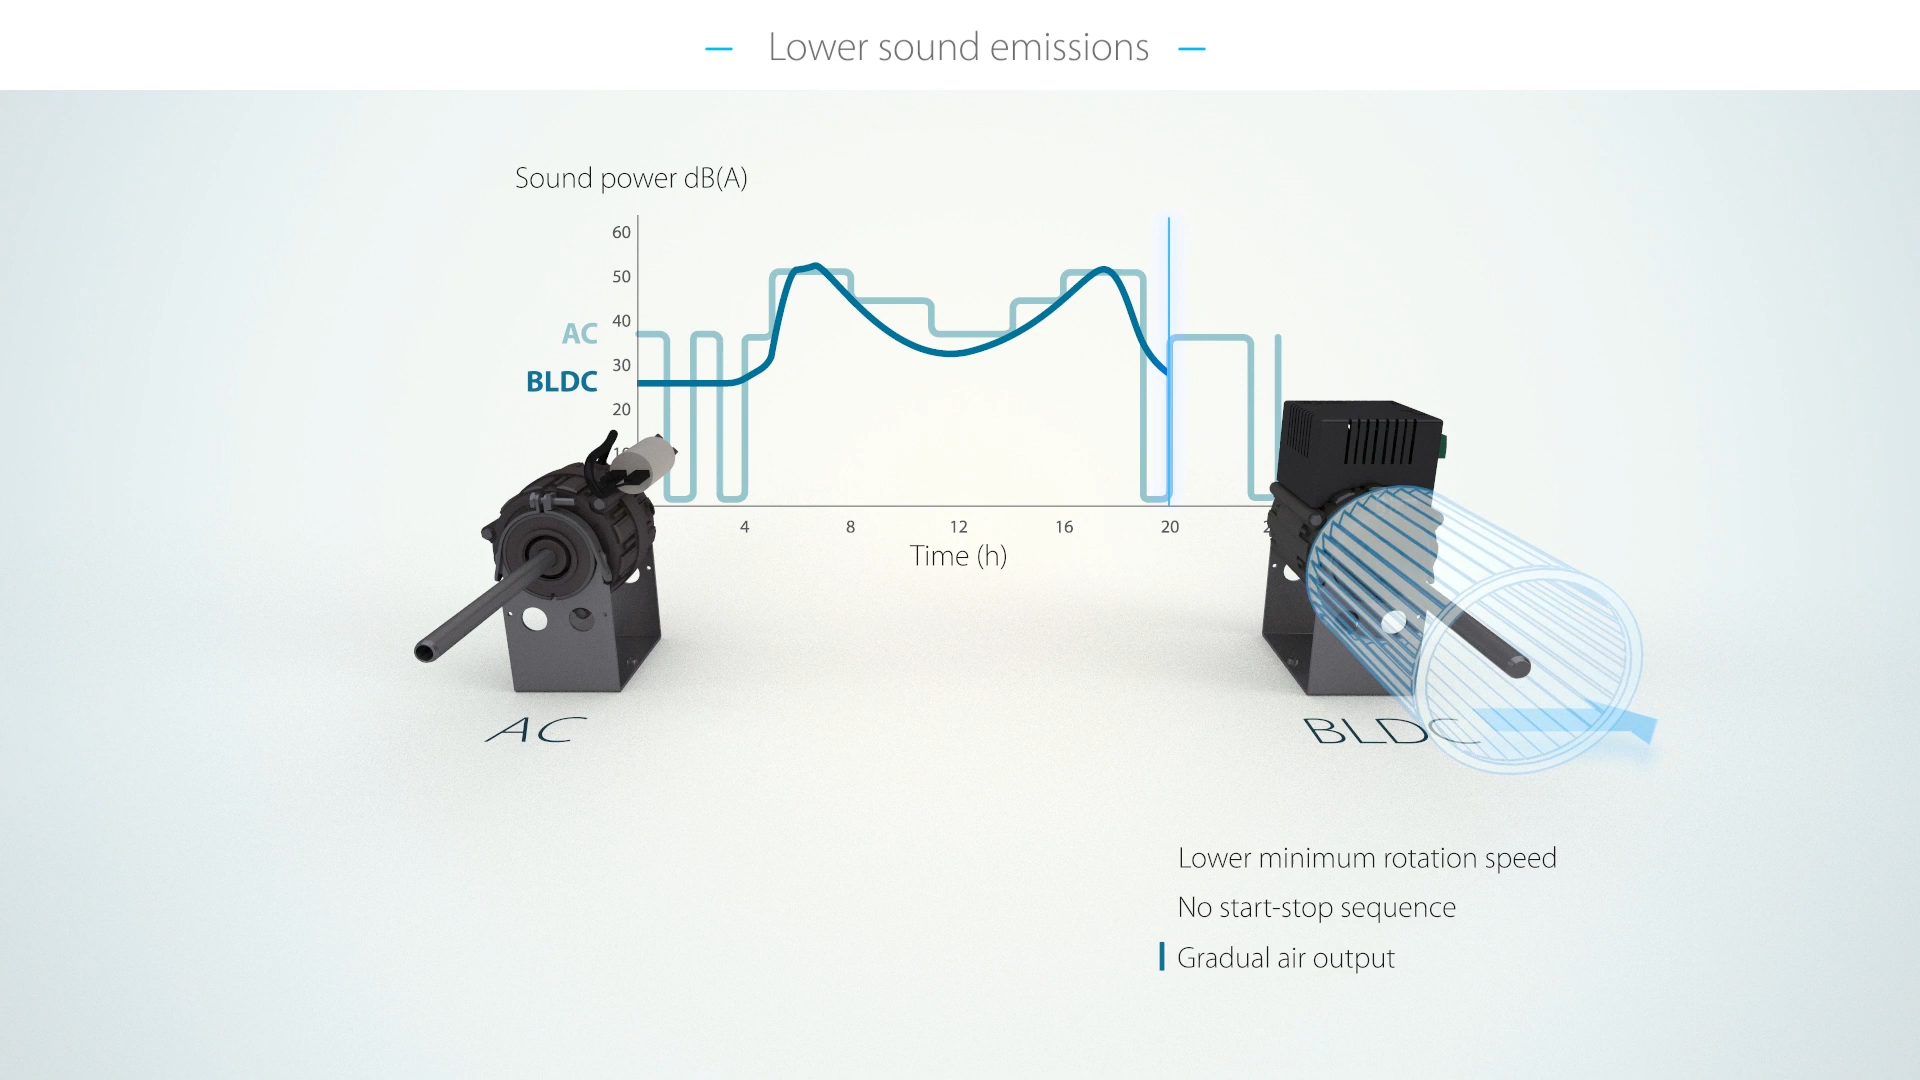 Lower sound emissions
Sound power dB(A)
60
50
40
30
20
AC
BLDC
4 8 12 16 20
Time (h)
AC
BLDC
Lower minimum rotation speed
No start-stop sequence
Gradual air output